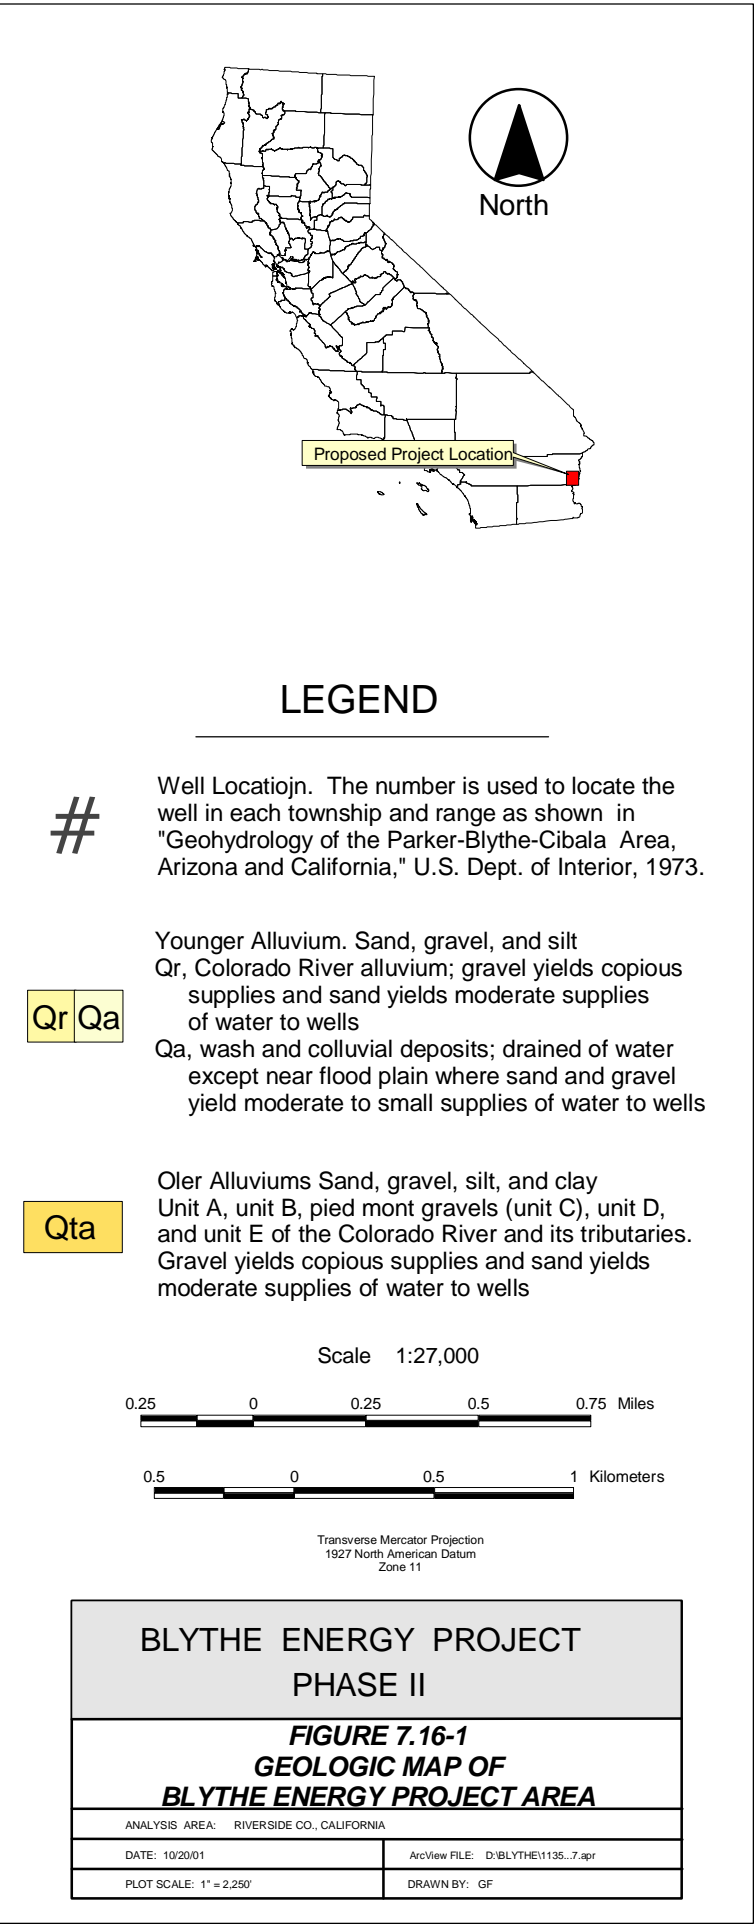 North
Proposed Project Location
LEGEND
#
Well Locatiojn. The number is used to locate the
well in each township and range as shown in
"Geohydrology of the Parker-Blythe-Cibala Area,
Arizona and California," U.S. Dept. of Interior, 1973.
Younger Alluvium. Sand, gravel, and silt
Qr, Colorado River alluvium; gravel yields copious
supplies and sand yields moderate supplies
of water to wells
Qr Qa
Qa, wash and colluvial deposits; drained of water
except near flood plain where sand and gravel
yield moderate to small supplies of water to wells
Oler Alluviums Sand, gravel, silt, and clay
Qta
Unit A, unit B, pied mont gravels (unit C), unit D,
and unit E of the Colorado River and its tributaries.
Gravel yields copious supplies and sand yields
moderate supplies of water to wells
Scale 1:27,000
0.25 0 0.25 0.5 0.75 Miles
0.5 0 0.5 1 Kilometers
Transverse Mercator Projection
1927 North American Datum
Zone 11
BLYTHE ENERGY PROJECT
PHASE II
FIGURE 7.16-1
GEOLOGIC MAP OF
BLYTHE ENERGY PROJECT AREA
ANALYSIS AREA: RIVERSIDE CO., CALIFORNIA
DATE: 10/20/01 ArcView FILE: D:\BLYTHE\1135...7.apr
PLOT SCALE: 1" = 2,250' DRAWN BY: GF